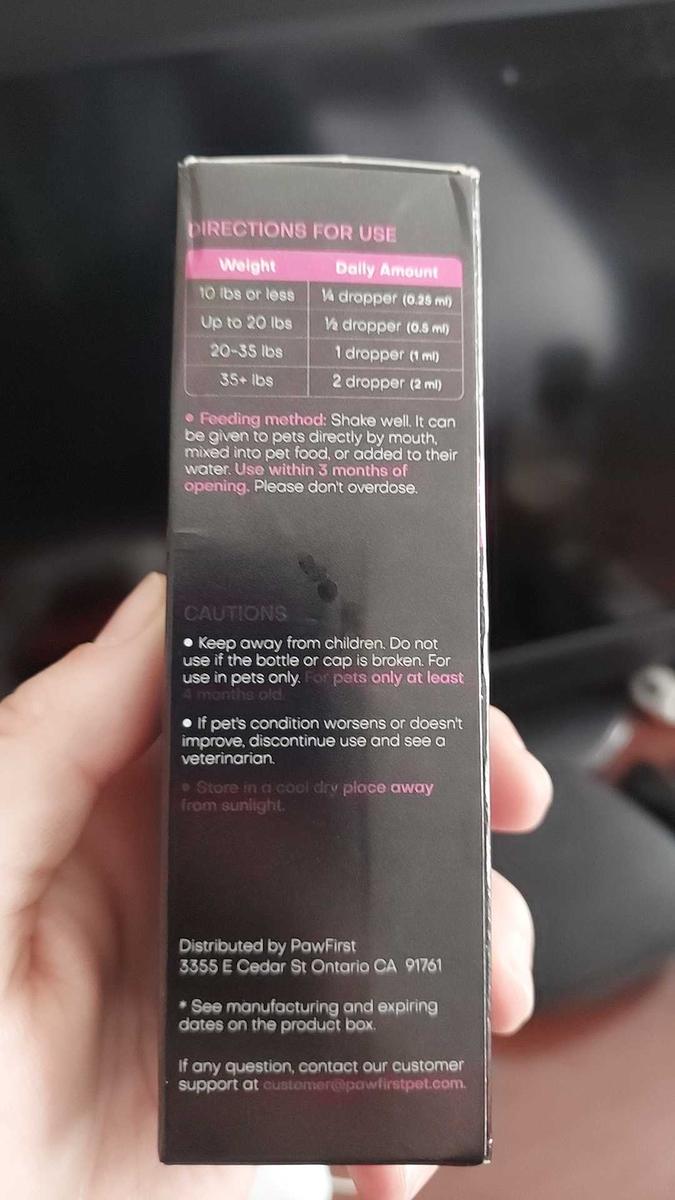 DIRECTIONS FOR USE
Weight Daily Amount
10 lbs or less ¼ dropper (0.25 ml)
Up to 20 lbs ½ dropper (0.5 ml)
20-35 lbs 1 dropper (1 ml)
35+ lbs 2 dropper (2 ml)
• Feeding method: Shake well. It can
be given to pets directly by mouth,
mixed into pet food, or added to their
water. Use within 3 months of
opening. Please don't overdose.
CAUTIONS
• Keep away from children. Do not
use if the bottle or cap is broken. For
use in pets only. For pets only at least
4 months old.
• If pet's condition worsens or doesn't
improve, discontinue use and see a
veterinarian.
• Store in a cool dry place away
from sunlight.
Distributed by PawFirst
3355 E Cedar St Ontario CA 91761
* See manufacturing and expiring
dates on the product box.
If any question, contact our customer
support at customer@pawfirstpet.com.